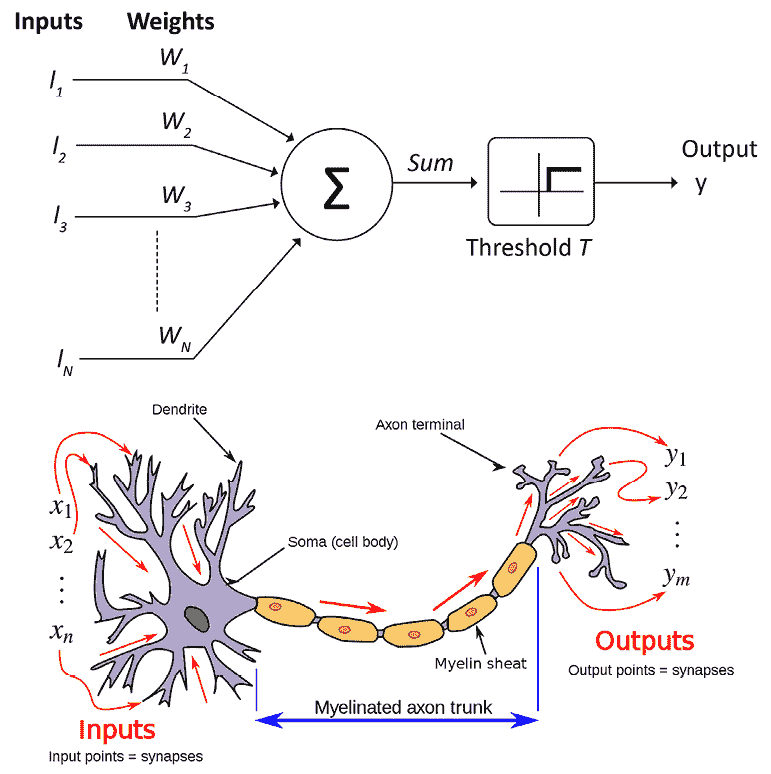 Inputs Weights
I1 W1
I2 W2
I3 W3
IN WN
Σ
Sum
Threshold T
Output
y
Dendrite
Axon terminal
x1
x2
⋮
xn
Soma (cell body)
y1
y2
⋮
ym
Myelin sheat
Outputs
Output points = synapses
Myelinated axon trunk
Inputs
Input points = synapses